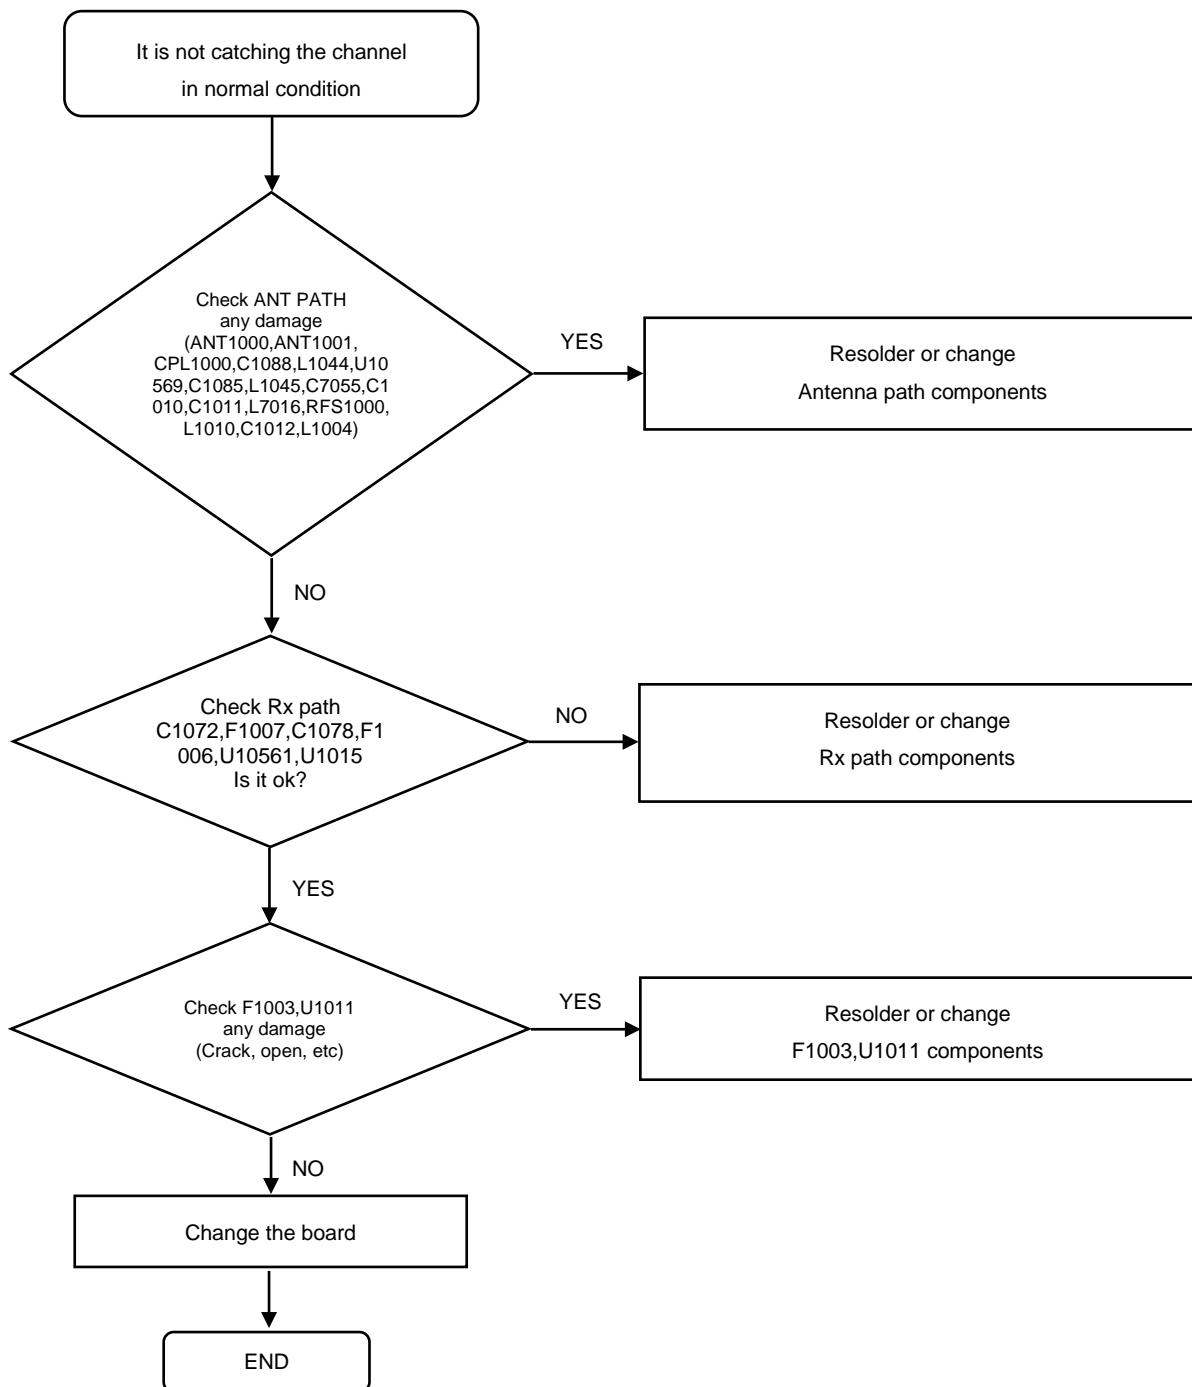 It is not catching the channel
in normal condition
Check ANT PATH
any damage
(ANT1000,ANT1001,
CPL1000,C1088,L1044,U10
569,C1085,L1045,C7055,C1
010,C1011,L7016,RFS1000,
L1010,C1012,L1004)
YES
Resolder or change
Antenna path components
NO
Check Rx path
C1072,F1007,C1078,F1
006,U10561,U1015
Is it ok?
NO
Resolder or change
Rx path components
YES
Check F1003,U1011
any damage
(Crack, open, etc)
YES
Resolder or change
F1003,U1011 components
NO
Change the board
END